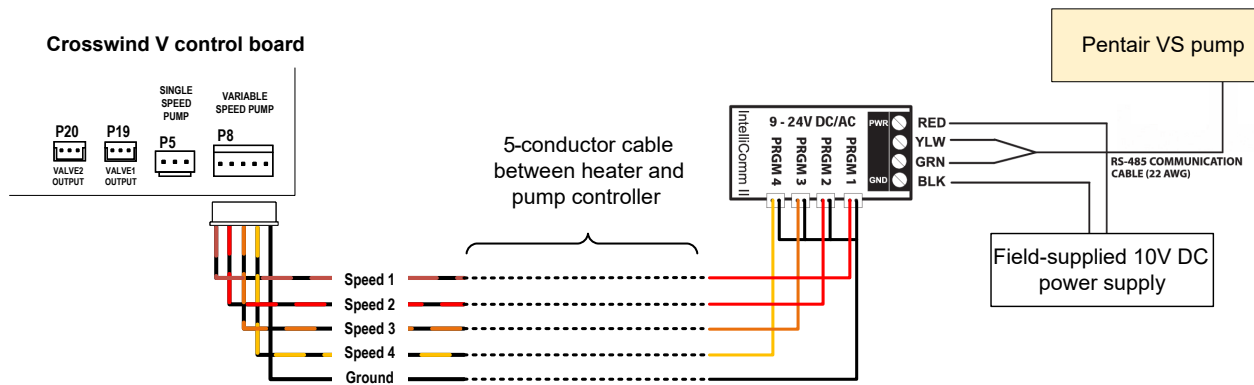 Crosswind V control board
P20
VALVE2
OUTPUT
P19
VALVE1
OUTPUT
SINGLE
SPEED
PUMP
P5
VARIABLE
SPEED PUMP
P8
5-conductor cable
between heater and
pump controller
Speed 1
Speed 2
Speed 3
Speed 4
Ground
IntelliComm II
9 - 24V DC/AC
PRGM 4
PRGM 3
PRGM 2
PRGM 1
PWR
GND
RED
YLW
GRN
BLK
Pentair VS pump
RS-485 COMMUNICATION
CABLE (22 AWG)
Field-supplied 10V DC
power supply